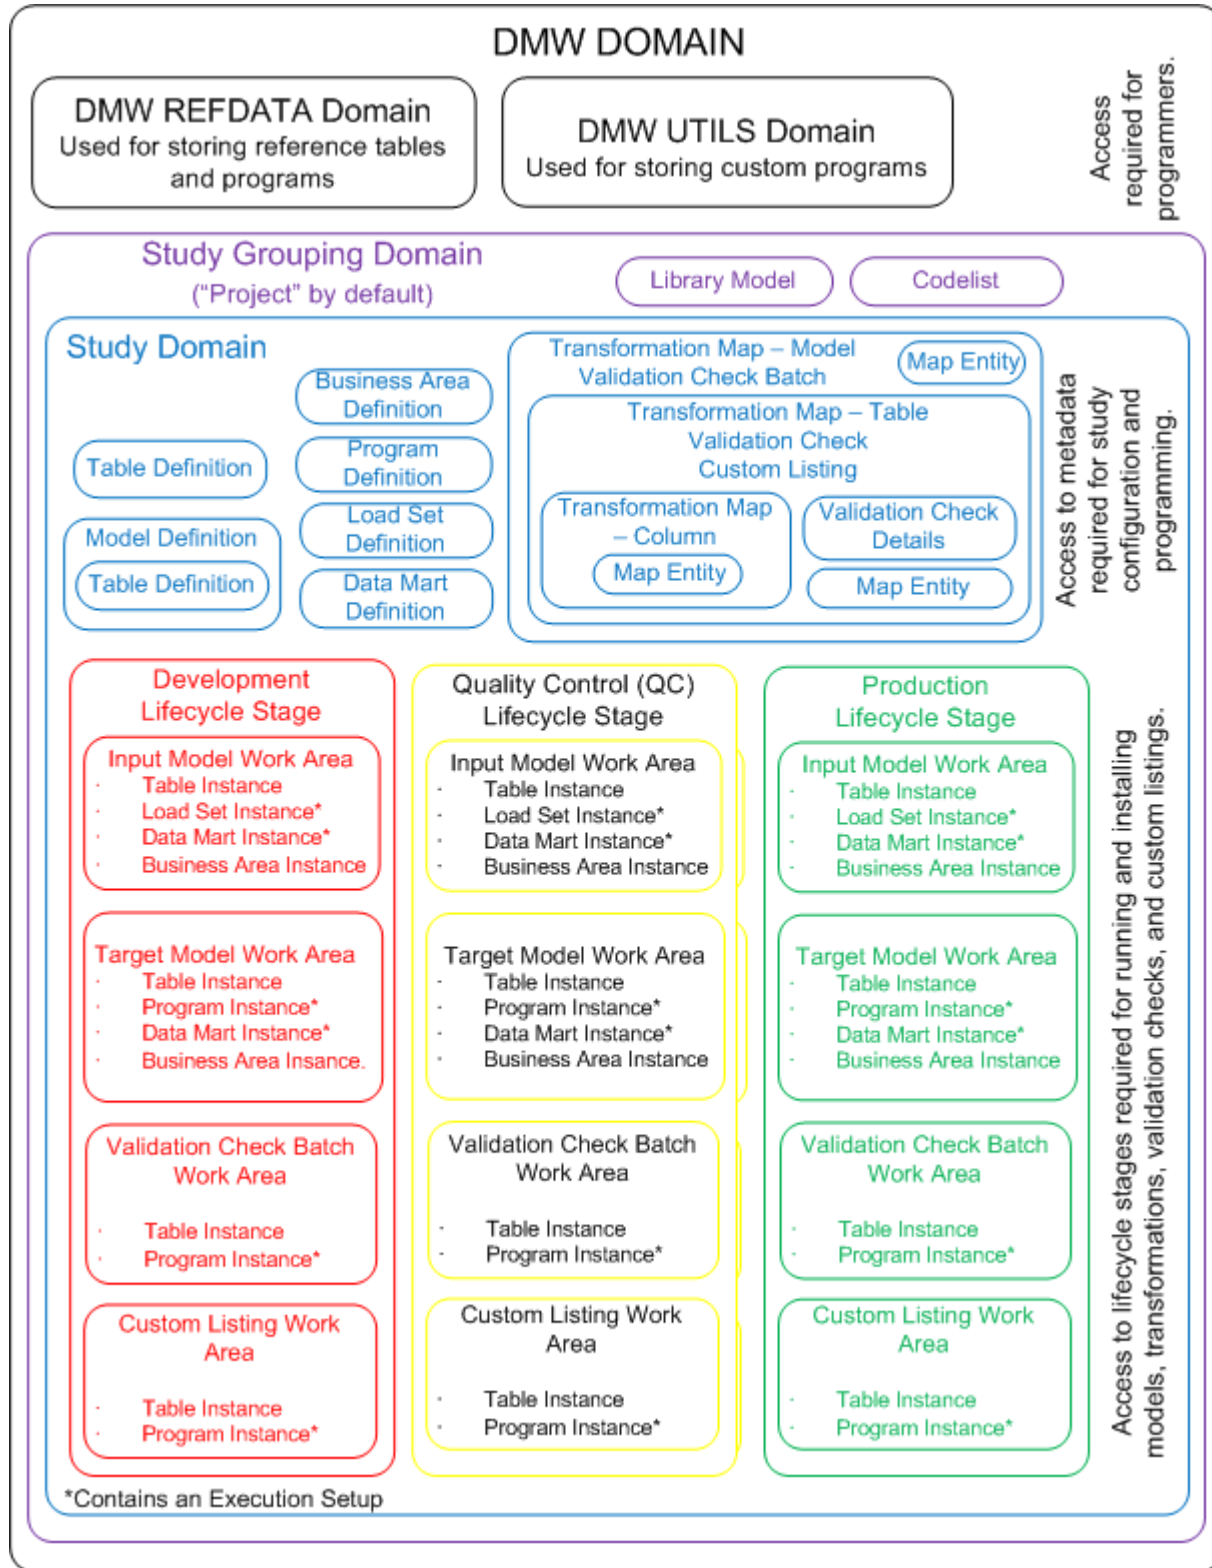 DMW DOMAIN
DMW REFDATA Domain
Used for storing reference tables
and programs
DMW UTILS Domain
Used for storing custom programs
Access
required for
programmers.
Study Grouping Domain
("Project" by default)
Library Model
Codelist
Study Domain
Business Area
Definition
Table Definition
Program
Definition
Model Definition
Table Definition
Load Set
Definition
Data Mart
Definition
Transformation Map – Model
Validation Check Batch
Map Entity
Transformation Map – Table
Validation Check
Custom Listing
Transformation Map
– Column
Map Entity
Validation Check
Details
Map Entity
Access to metadata
required for study
configuration and
programming.
Development
Lifecycle Stage
Input Model Work Area
· Table Instance
· Load Set Instance*
· Data Mart Instance*
· Business Area Instance
Target Model Work Area
· Table Instance
· Program Instance*
· Data Mart Instance*
· Business Area Insance.
Validation Check Batch
Work Area
· Table Instance
· Program Instance*
Custom Listing Work
Area
· Table Instance
· Program Instance*
Quality Control (QC)
Lifecycle Stage
Input Model Work Area
· Table Instance
· Load Set Instance*
· Data Mart Instance*
· Business Area Instance
Target Model Work Area
· Table Instance
· Program Instance*
· Data Mart Instance*
· Business Area Instance
Validation Check Batch
Work Area
· Table Instance
· Program Instance*
Custom Listing Work
Area
· Table Instance
· Program Instance*
Production
Lifecycle Stage
Input Model Work Area
· Table Instance
· Load Set Instance*
· Data Mart Instance*
· Business Area Instance
Target Model Work Area
· Table Instance
· Program Instance*
· Data Mart Instance*
· Business Area Instance
Validation Check Batch
Work Area
· Table Instance
· Program Instance*
Custom Listing Work
Area
· Table Instance
· Program Instance*
Access to lifecycle stages required for running and installing
models, transformations, validation checks, and custom listings.
*Contains an Execution Setup